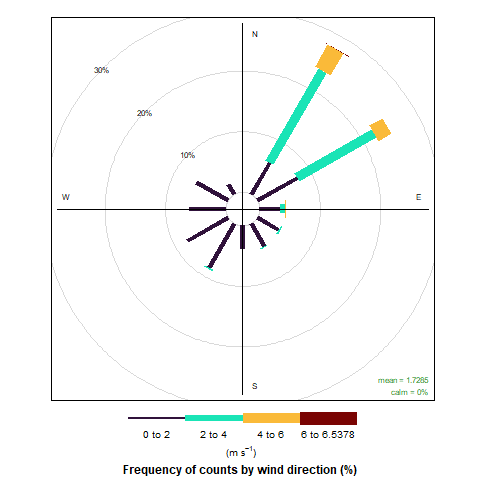 N
30%
20%
10%
W
E
S
mean = 1.7285
calm = 0%
0 to 2 2 to 4 4 to 6 6 to 6.5378
(m s⁻¹)
Frequency of counts by wind direction (%)